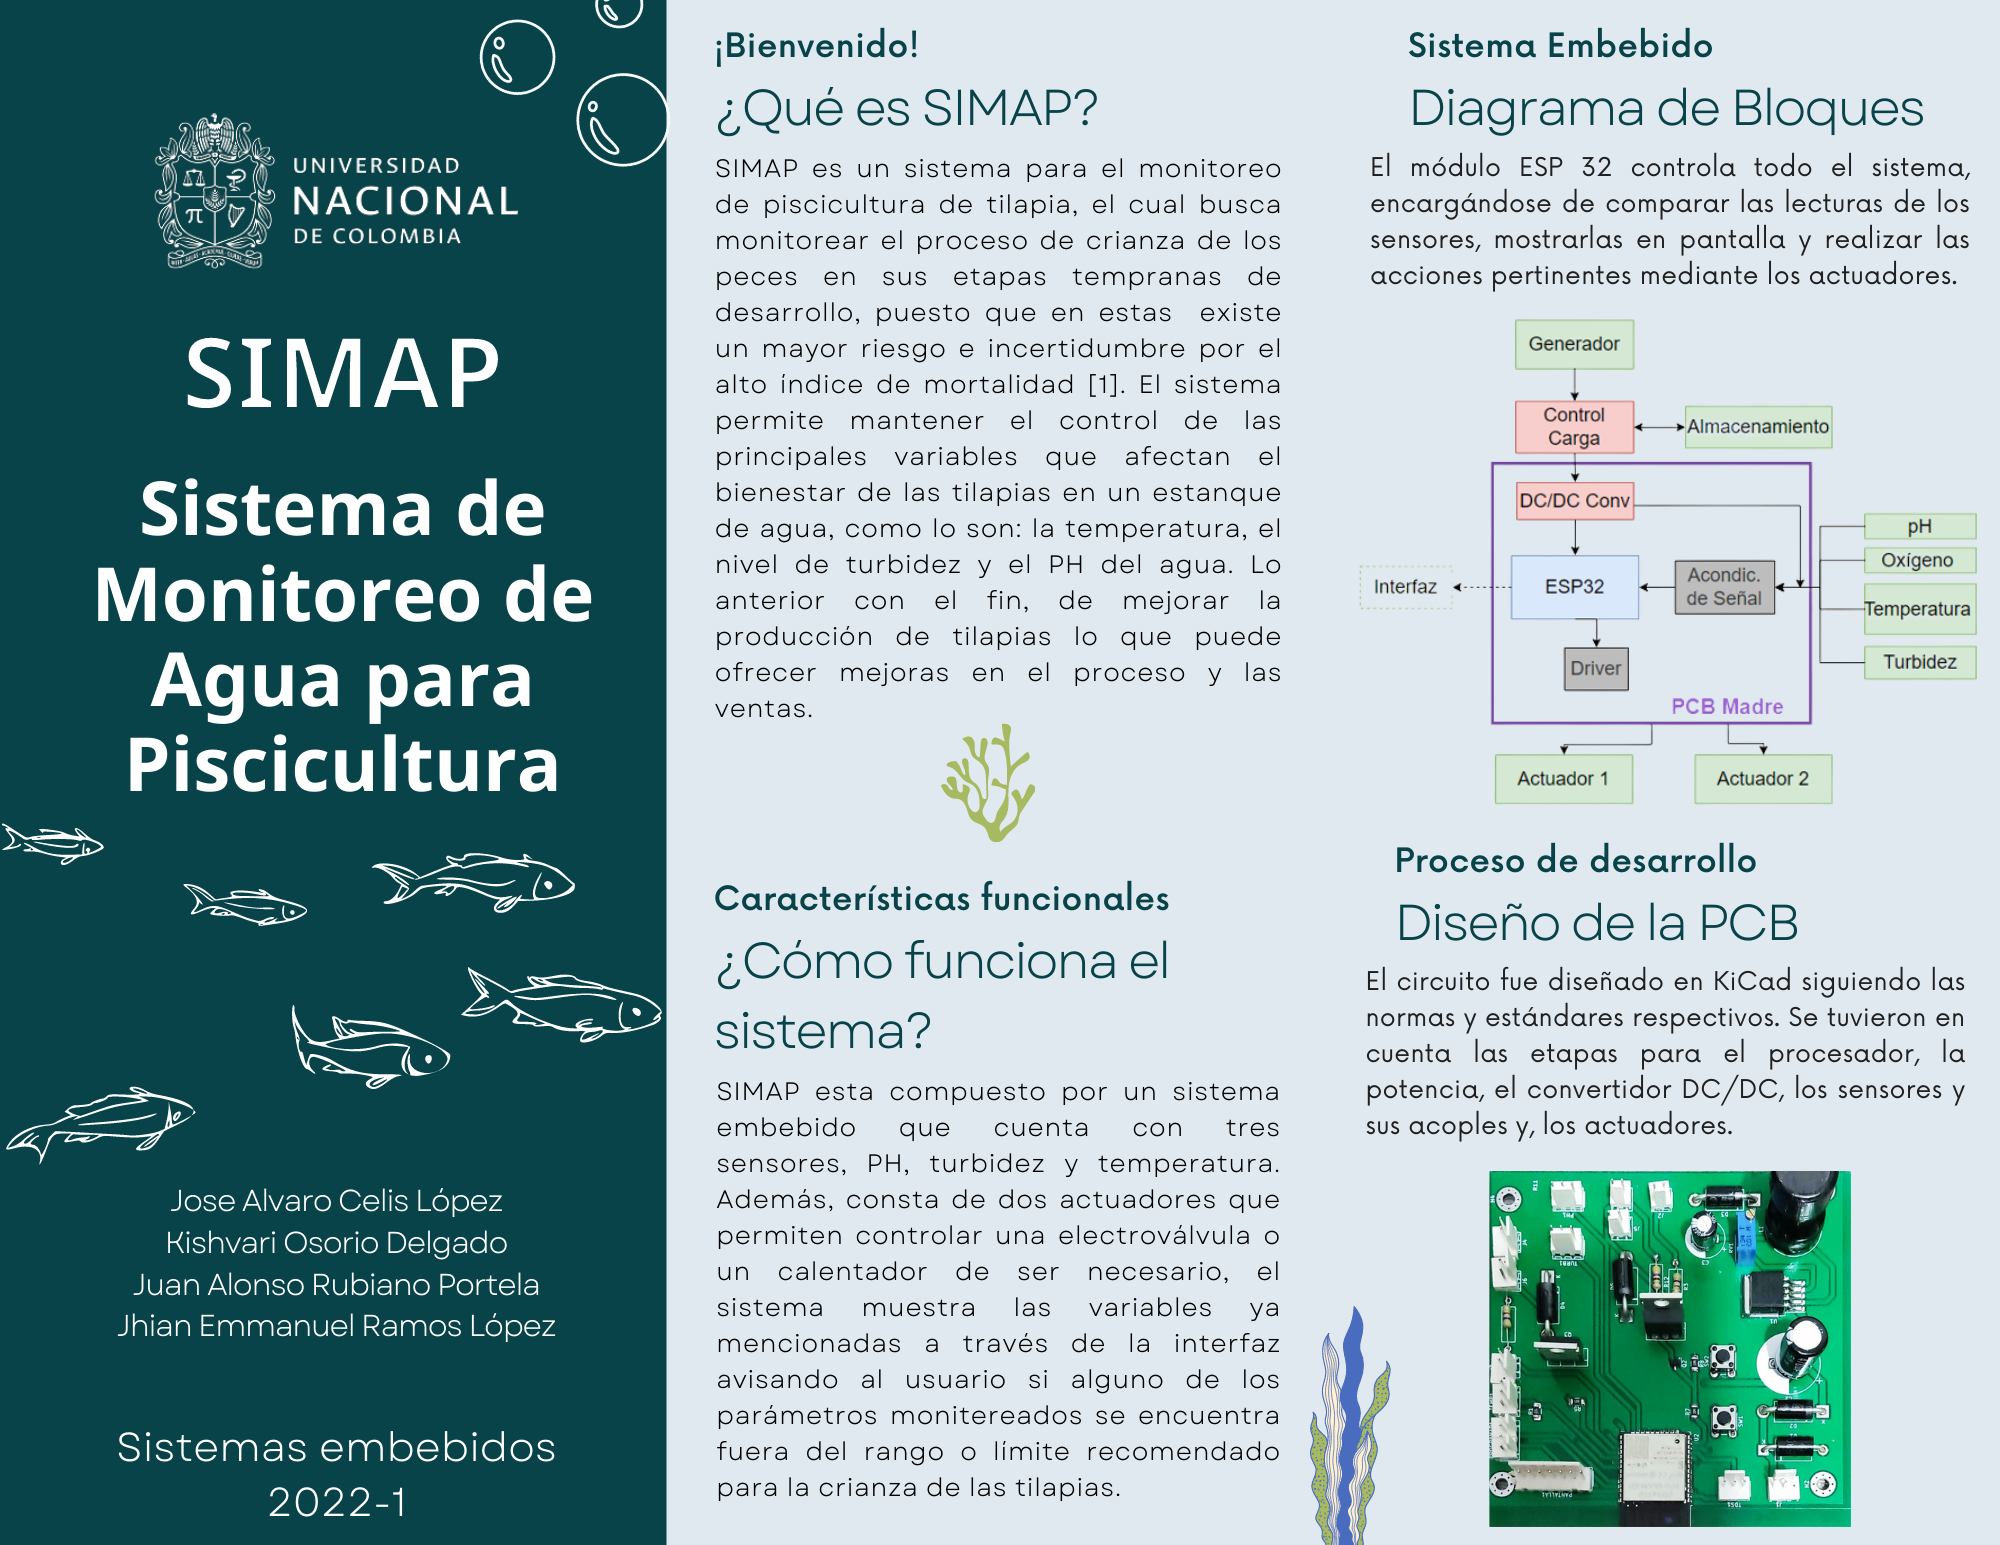 UNIVERSIDAD
NACIONAL
DE COLOMBIA
SIMAP
Sistema de
Monitoreo de
Agua para
Piscicultura
Jose Alvaro Celis López
Kishvari Osorio Delgado
Juan Alonso Rubiano Portela
Jhian Emmanuel Ramos López
Sistemas embebidos
2022-1
¡Bienvenido!
¿Qué es SIMAP?
SIMAP es un sistema para el monitoreo
de piscicultura de tilapia, el cual busca
monitorear el proceso de crianza de los
peces en sus etapas tempranas de
desarrollo, puesto que en estas existe
un mayor riesgo e incertidumbre por el
alto índice de mortalidad [1]. El sistema
permite mantener el control de las
principales variables que afectan el
bienestar de las tilapias en un estanque
de agua, como lo son: la temperatura, el
nivel de turbidez y el PH del agua. Lo
anterior con el fin, de mejorar la
producción de tilapias lo que puede
ofrecer mejoras en el proceso y las
ventas.
Características funcionales
¿Cómo funciona el
sistema?
SIMAP esta compuesto por un sistema
embebido que cuenta con tres
sensores, PH, turbidez y temperatura.
Además, consta de dos actuadores que
permiten controlar una electroválvula o
un calentador de ser necesario, el
sistema muestra las variables ya
mencionadas a través de la interfaz
avisando al usuario si alguno de los
parámetros monitereados se encuentra
fuera del rango o límite recomendado
para la crianza de las tilapias.
Sistema Embebido
Diagrama de Bloques
El módulo ESP 32 controla todo el sistema,
encargándose de comparar las lecturas de los
sensores, mostrarlas en pantalla y realizar las
acciones pertinentes mediante los actuadores.
Generador
Control
Carga
Almacenamiento
DC/DC Conv
pH
Oxígeno
Interfaz
ESP32
Acondic.
de Señal
Temperatura
Driver
Turbidez
PCB Madre
Actuador 1
Actuador 2
Proceso de desarrollo
Diseño de la PCB
El circuito fue diseñado en KiCad siguiendo las
normas y estándares respectivos. Se tuvieron en
cuenta las etapas para el procesador, la
potencia, el convertidor DC/DC, los sensores y
sus acoples y, los actuadores.
R11
PH1
J2
TURB1
J4
J6
C3
U1
PANTALLA1
TDS1